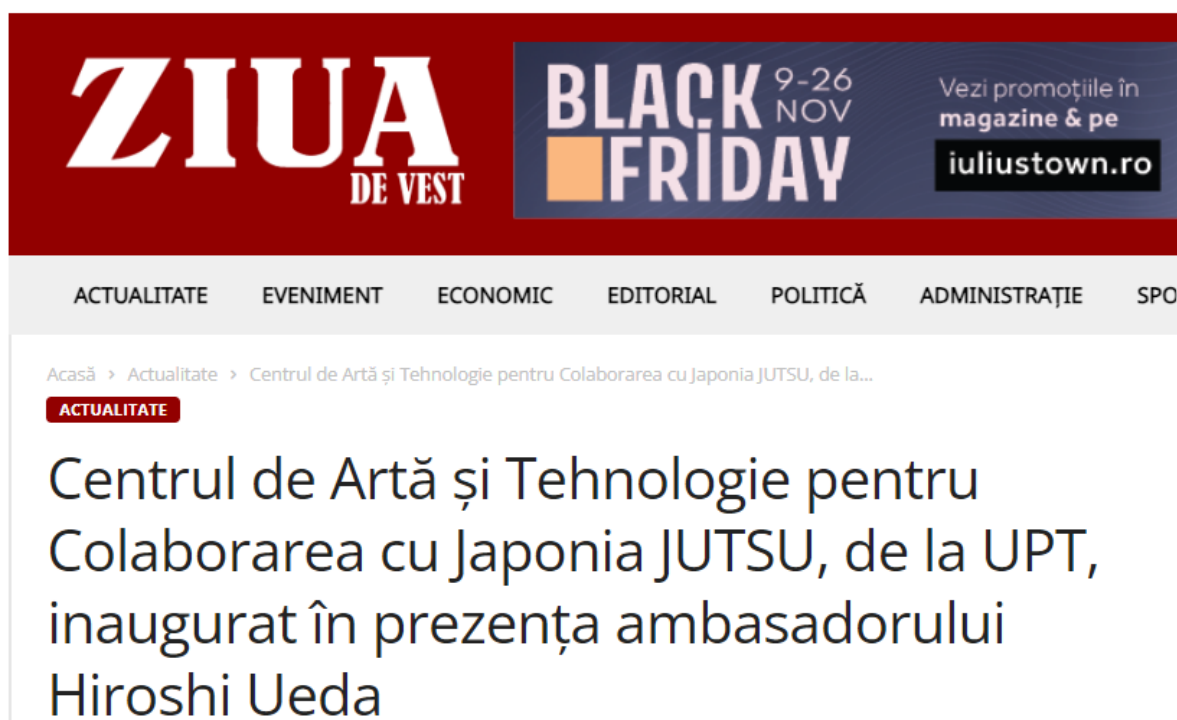 ZIUA
DE VEST
BLACK
FRIDAY
9-26
NOV
Vezi promoțiile în
magazine & pe
iuliustown.ro
ACTUALITATE EVENIMENT ECONOMIC EDITORIAL POLITICĂ ADMINISTRAȚIE SPO
Acasă › Actualitate › Centrul de Artă și Tehnologie pentru Colaborarea cu Japonia JUTSU, de la...
ACTUALITATE
Centrul de Artă și Tehnologie pentru
Colaborarea cu Japonia JUTSU, de la UPT,
inaugurat în prezența ambasadorului
Hiroshi Ueda